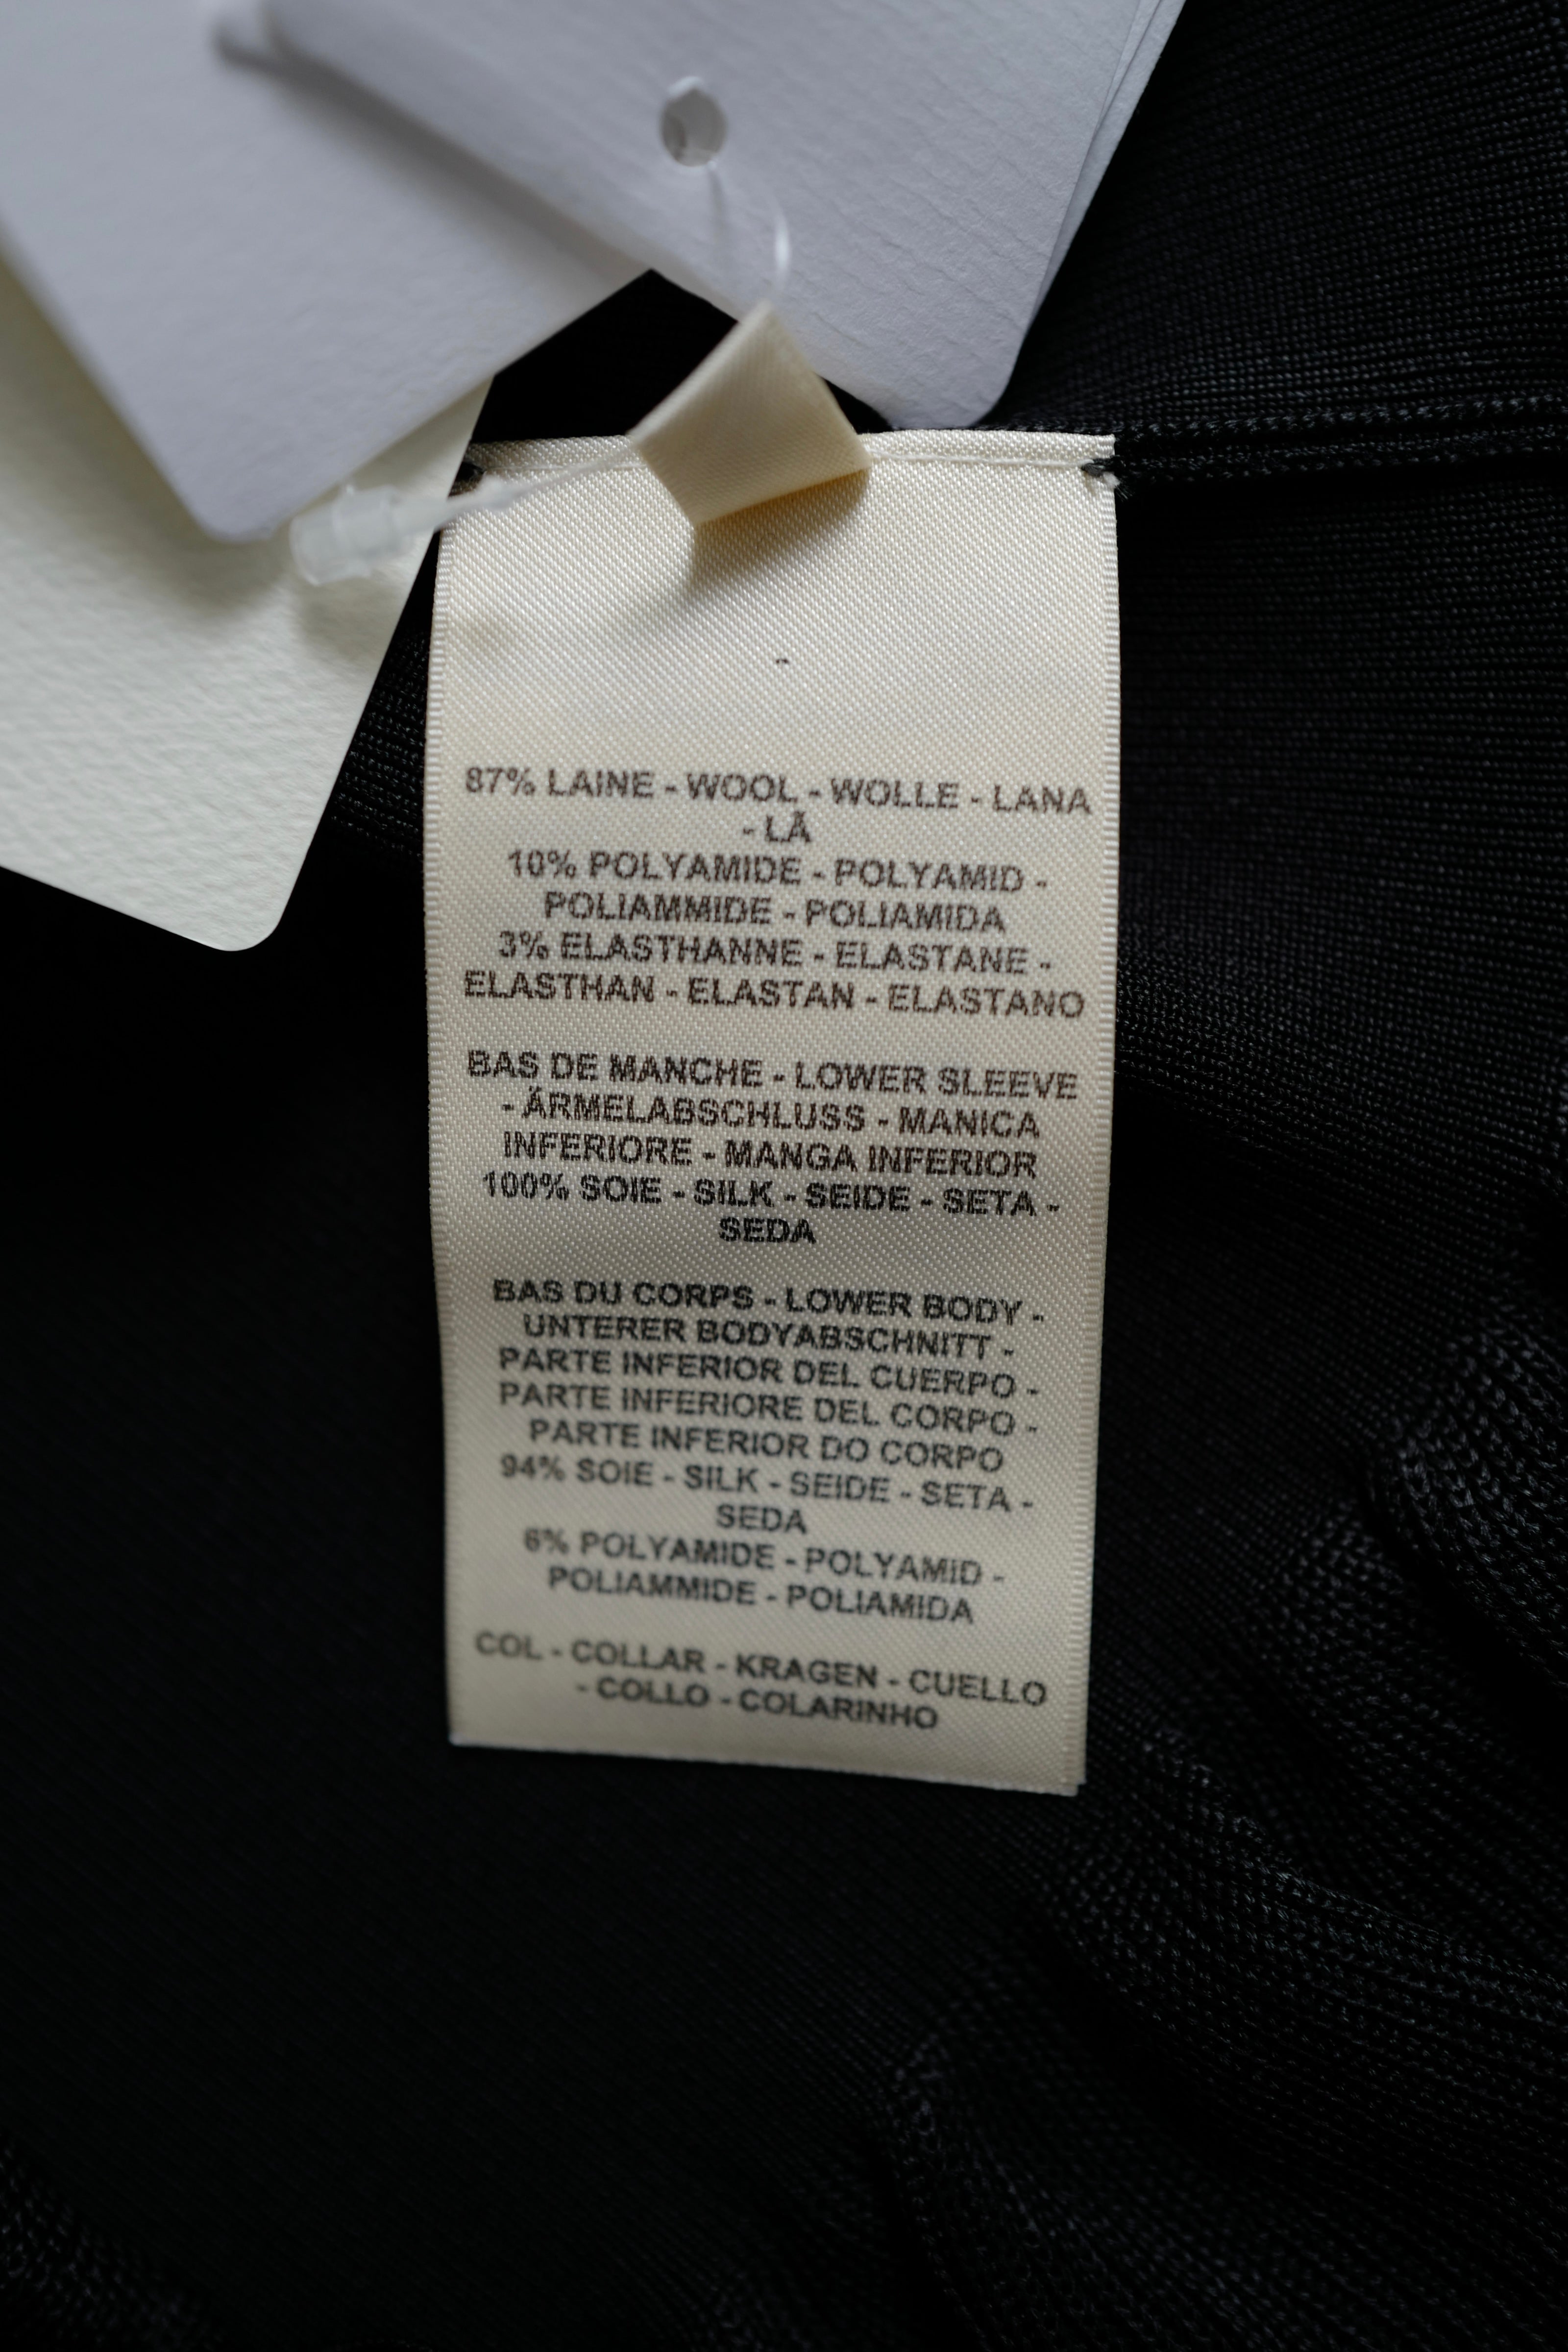 87% LAINE - WOOL - WOLLE - LANA
- LÃ
10% POLYAMIDE - POLYAMID -
POLIAMMIDE - POLIAMIDA
3% ELASTHANNE - ELASTANE -
ELASTHAN - ELASTAN - ELASTANO
BAS DE MANCHE - LOWER SLEEVE
- ÄRMELABSCHLUSS - MANICA
INFERIORE - MANGA INFERIOR
100% SOIE - SILK - SEIDE - SETA -
SEDA
BAS DU CORPS - LOWER BODY -
UNTERER BODYABSCHNITT -
PARTE INFERIOR DEL CUERPO -
PARTE INFERIORE DEL CORPO -
PARTE INFERIOR DO CORPO
94% SOIE - SILK - SEIDE - SETA -
SEDA
6% POLYAMIDE - POLYAMID -
POLIAMMIDE - POLIAMIDA
COL - COLLAR - KRAGEN - CUELLO
- COLLO - COLARINHO